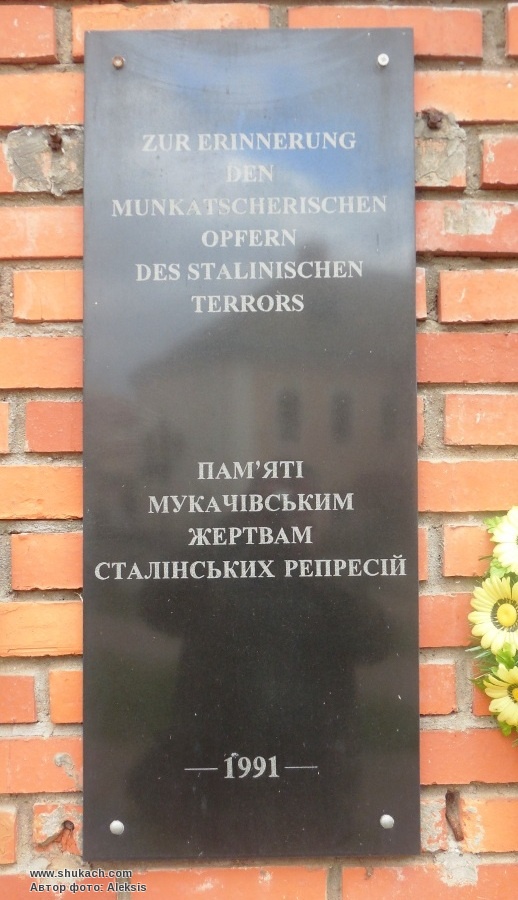 ZUR ERINNERUNG
DEN
MUNKATSCHERISCHEN
OPFERN
DES STALINISCHEN
TERRORS
ПАМ’ЯТІ
МУКАЧІВСЬКИМ
ЖЕРТВАМ
СТАЛІНСЬКИХ РЕПРЕСІЙ
— 1991 —
www.shukach.com
Автор фото: Aleksis